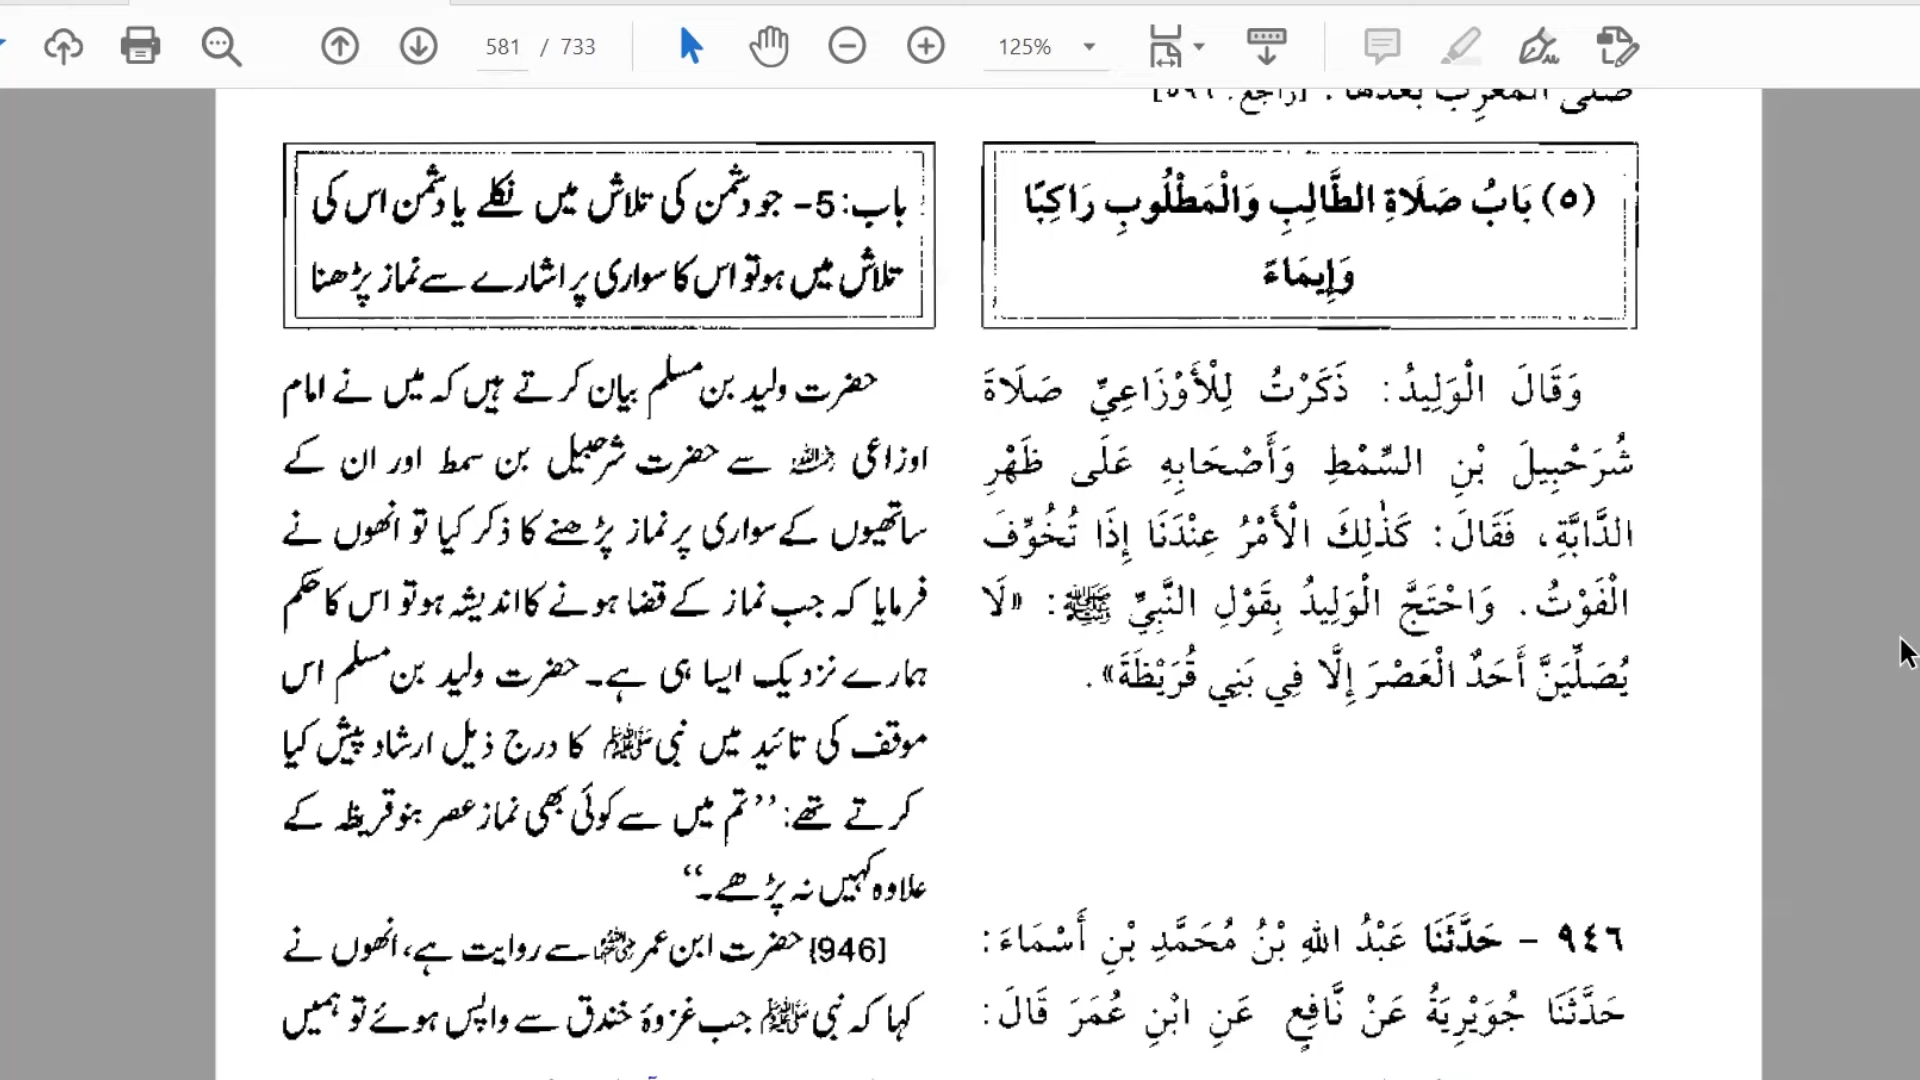 581 / 733
125%
صَلَّى الْمَغْرِبَ بَعْدَهَا. [راجع: ٥٩٦]
(٥) بَابُ صَلَاةِ الطَّالِبِ وَالْمَطْلُوبِ رَاكِبًا
وَإِيمَاءً
وَقَالَ الْوَلِيدُ: ذَكَرْتُ لِلْأَوْزَاعِيِّ صَلَاةَ
شُرَحْبِيلَ بْنِ السِّمْطِ وَأَصْحَابِهِ عَلَى ظَهْرِ
الدَّابَّةِ، فَقَالَ: كَذٰلِكَ الْأَمْرُ عِنْدَنَا إِذَا تُخُوِّفَ
الْفَوْتُ. وَاحْتَجَّ الْوَلِيدُ بِقَوْلِ النَّبِيِّ ﷺ: «لَا
يُصَلِّيَنَّ أَحَدٌ الْعَصْرَ إِلَّا فِي بَنِي قُرَيْظَةَ».
٩٤٦ - حَدَّثَنَا عَبْدُ اللهِ بْنُ مُحَمَّدِ بْنِ أَسْمَاءَ:
حَدَّثَنَا جُوَيْرِيَةُ عَنْ نَّافِعٍ عَنِ ابْنِ عُمَرَ قَالَ:
باب: 5- جو دشمن کی تلاش میں نکلے یا دشمن اس کی
تلاش میں ہو تو اس کا سواری پر اشارے سے نماز پڑھنا
حضرت ولید بن مسلم بیان کرتے ہیں کہ میں نے امام
اوزاعی رحمہ اللہ سے حضرت شرحبیل بن سمط اور ان کے
ساتھیوں کے سواری پر نماز پڑھنے کا ذکر کیا تو انھوں نے
فرمایا کہ جب نماز کے قضا ہونے کا اندیشہ ہو تو اس کا حکم
ہمارے نزدیک ایسا ہی ہے۔ حضرت ولید بن مسلم اس
موقف کی تائید میں نبی ﷺ کا درج ذیل ارشاد پیش کیا
کرتے تھے: ’’تم میں سے کوئی بھی نماز عصر بنو قریظہ کے
علاوہ کہیں نہ پڑھے۔‘‘
[946] حضرت ابن عمر رضی اللہ عنہما سے روایت ہے، انھوں نے
کہا کہ نبی ﷺ جب غزوۂ خندق سے واپس ہوئے تو ہمیں